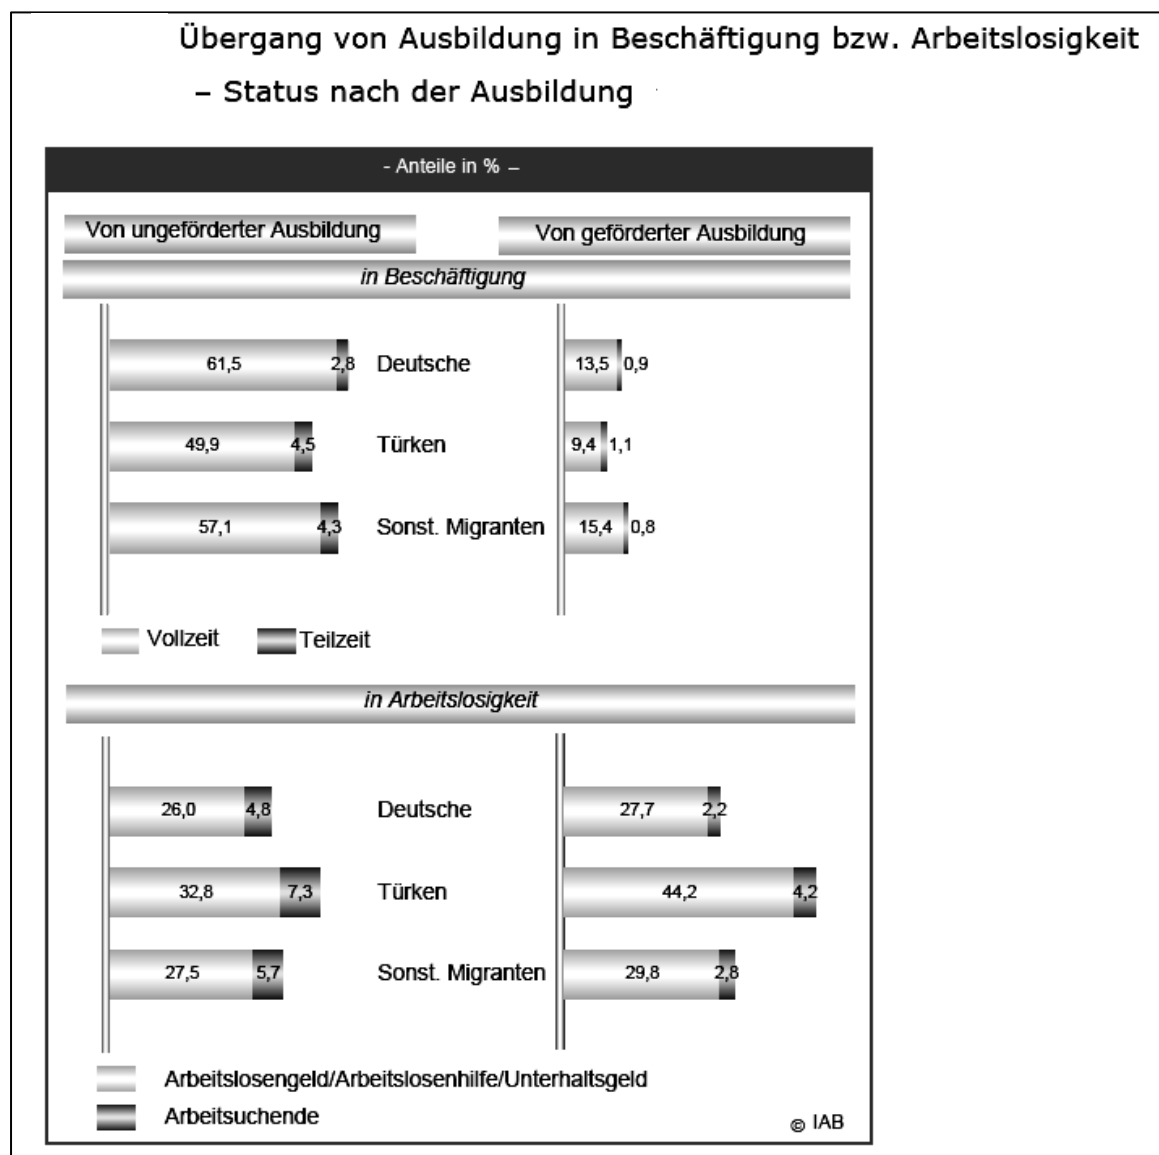 Übergang von Ausbildung in Beschäftigung bzw. Arbeitslosigkeit
– Status nach der Ausbildung
- Anteile in % –
Von ungeförderter Ausbildung Von geförderter Ausbildung
in Beschäftigung
61,5 2,8 Deutsche 13,5 0,9
49,9 4,5 Türken 9,4 1,1
57,1 4,3 Sonst. Migranten 15,4 0,8
Vollzeit Teilzeit
in Arbeitslosigkeit
26,0 4,8 Deutsche 27,7 2,2
32,8 7,3 Türken 44,2 4,2
27,5 5,7 Sonst. Migranten 29,8 2,8
Arbeitslosengeld/Arbeitslosenhilfe/Unterhaltsgeld
Arbeitsuchende
© IAB